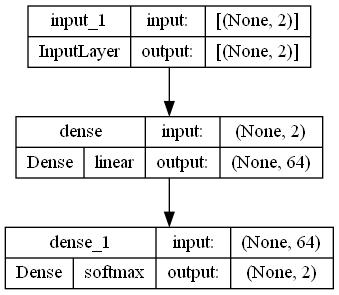 input_1 input: [(None, 2)]
InputLayer output: [(None, 2)]
dense input: (None, 2)
Dense linear output: (None, 64)
dense_1 input: (None, 64)
Dense softmax output: (None, 2)